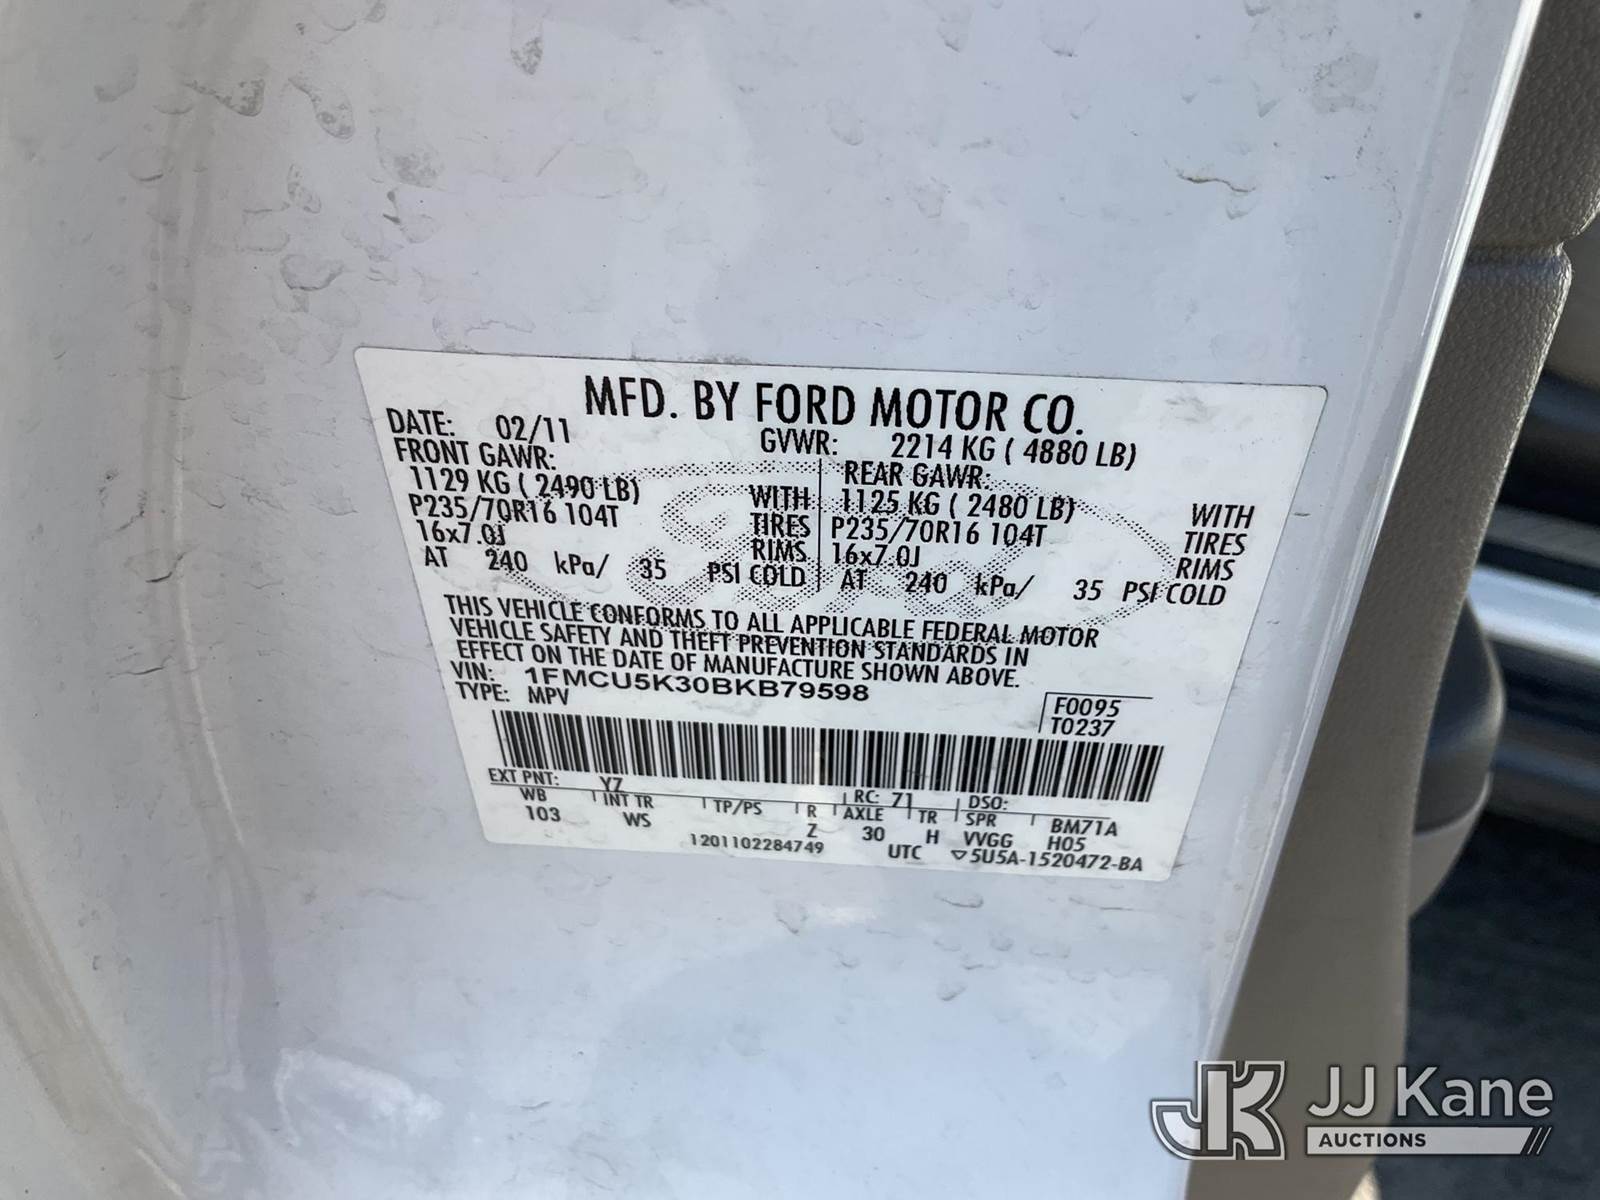 MFD. BY FORD MOTOR CO.
DATE: 02/11 GVWR: 2214 KG ( 4880 LB)
FRONT GAWR: REAR GAWR:
1129 KG ( 2490 LB) WITH 1125 KG ( 2480 LB) WITH
P235/70R16 104T TIRES P235/70R16 104T TIRES
16x7.0J RIMS 16x7.0J RIMS
AT 240 kPa/ 35 PSI COLD AT 240 kPa/ 35 PSI COLD
THIS VEHICLE CONFORMS TO ALL APPLICABLE FEDERAL MOTOR
VEHICLE SAFETY AND THEFT PREVENTION STANDARDS IN
EFFECT ON THE DATE OF MANUFACTURE SHOWN ABOVE.
VIN: 1FMCU5K30BKB79598
TYPE: MPV
F0095
T0237
EXT PNT: YZ RC: 71 DSO:
WB INT TR TP/PS R AXLE TR SPR BM71A
103 WS Z 30 H VVGG H05
1201102284749 UTC ▽5U5A-1520472-BA
JK JJ Kane
AUCTIONS